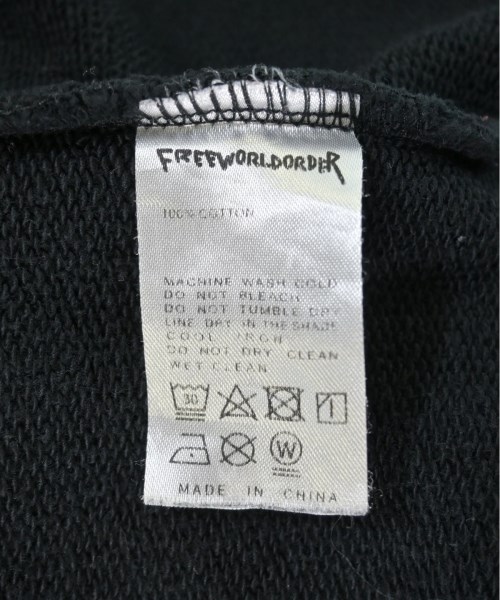 FREEWORLDORDER
100% COTTON
MACHINE WASH COLD
DO NOT BLEACH
DO NOT TUMBLE DRY
LINE DRY IN THE SHADE
COOL IRON
DO NOT DRY CLEAN
WET CLEAN
30
W
MADE IN CHINA